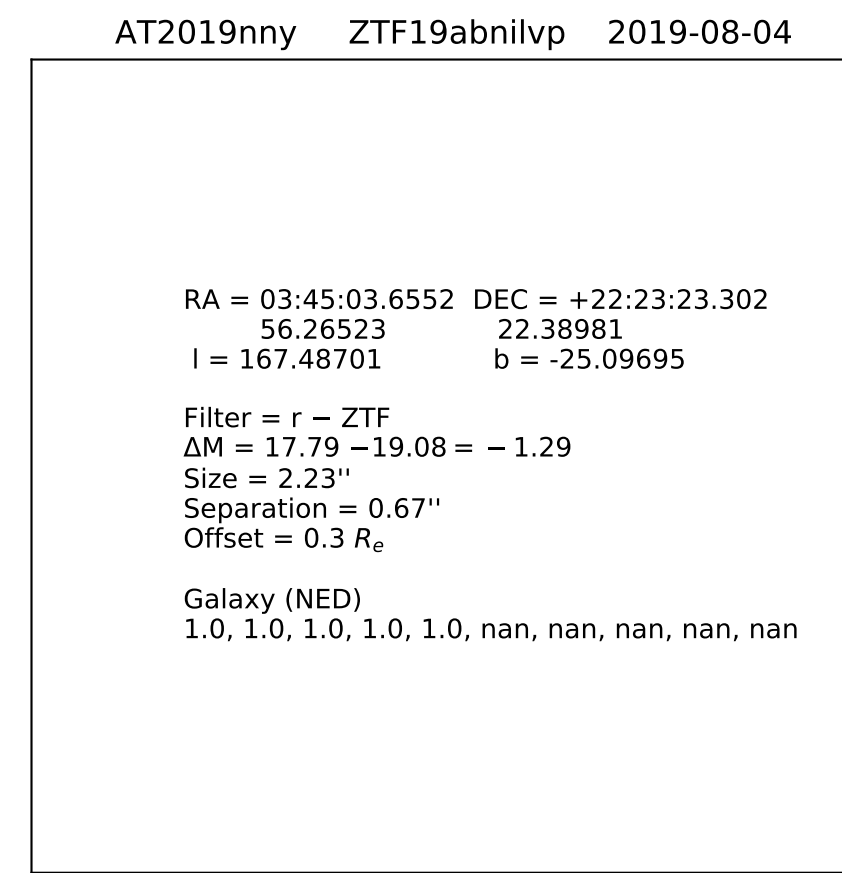 AT2019nny ZTF19abnilvp 2019-08-04
RA = 03:45:03.6552 DEC = +22:23:23.302
56.26523 22.38981
l = 167.48701 b = -25.09695
Filter = r − ZTF
ΔM = 17.79 −19.08 = − 1.29
Size = 2.23''
Separation = 0.67''
Offset = 0.3 Re
Galaxy (NED)
1.0, 1.0, 1.0, 1.0, 1.0, nan, nan, nan, nan, nan